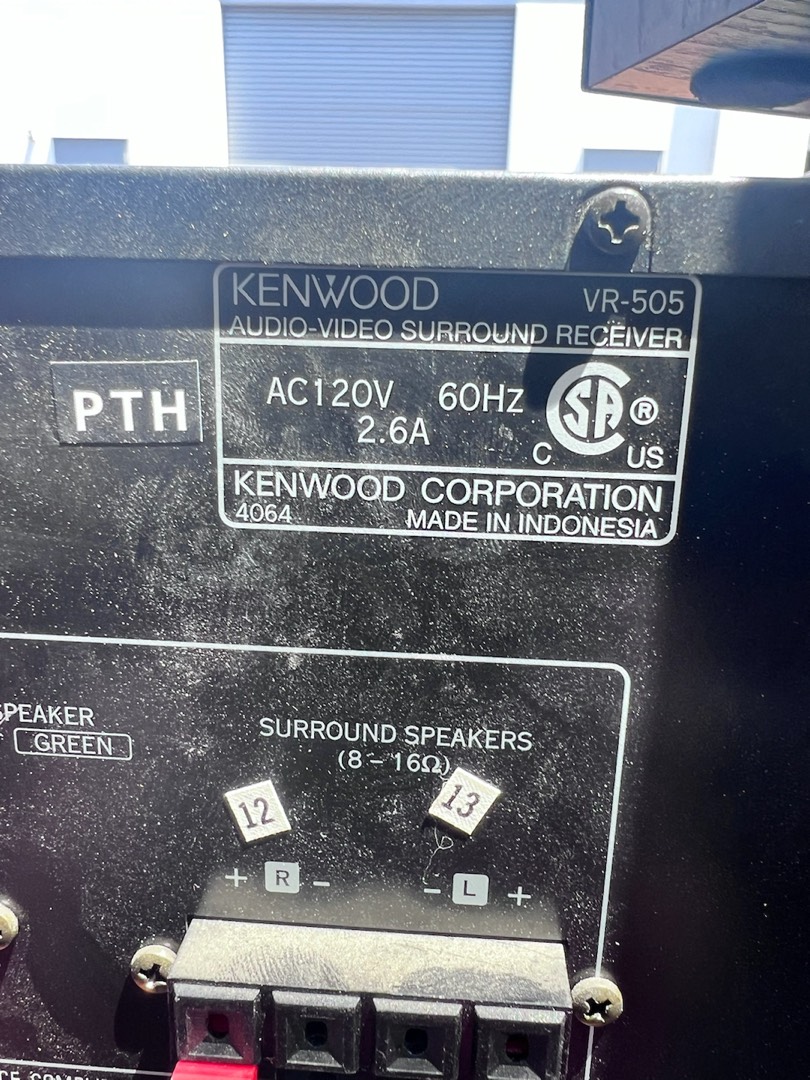 KENWOOD VR-505
AUDIO-VIDEO SURROUND RECEIVER
PTH
AC120V 60Hz
2.6A
CSA®
C US
KENWOOD CORPORATION
4064 MADE IN INDONESIA
SPEAKER
GREEN
SURROUND SPEAKERS
(8 – 16Ω)
12 13
+ R – – L +